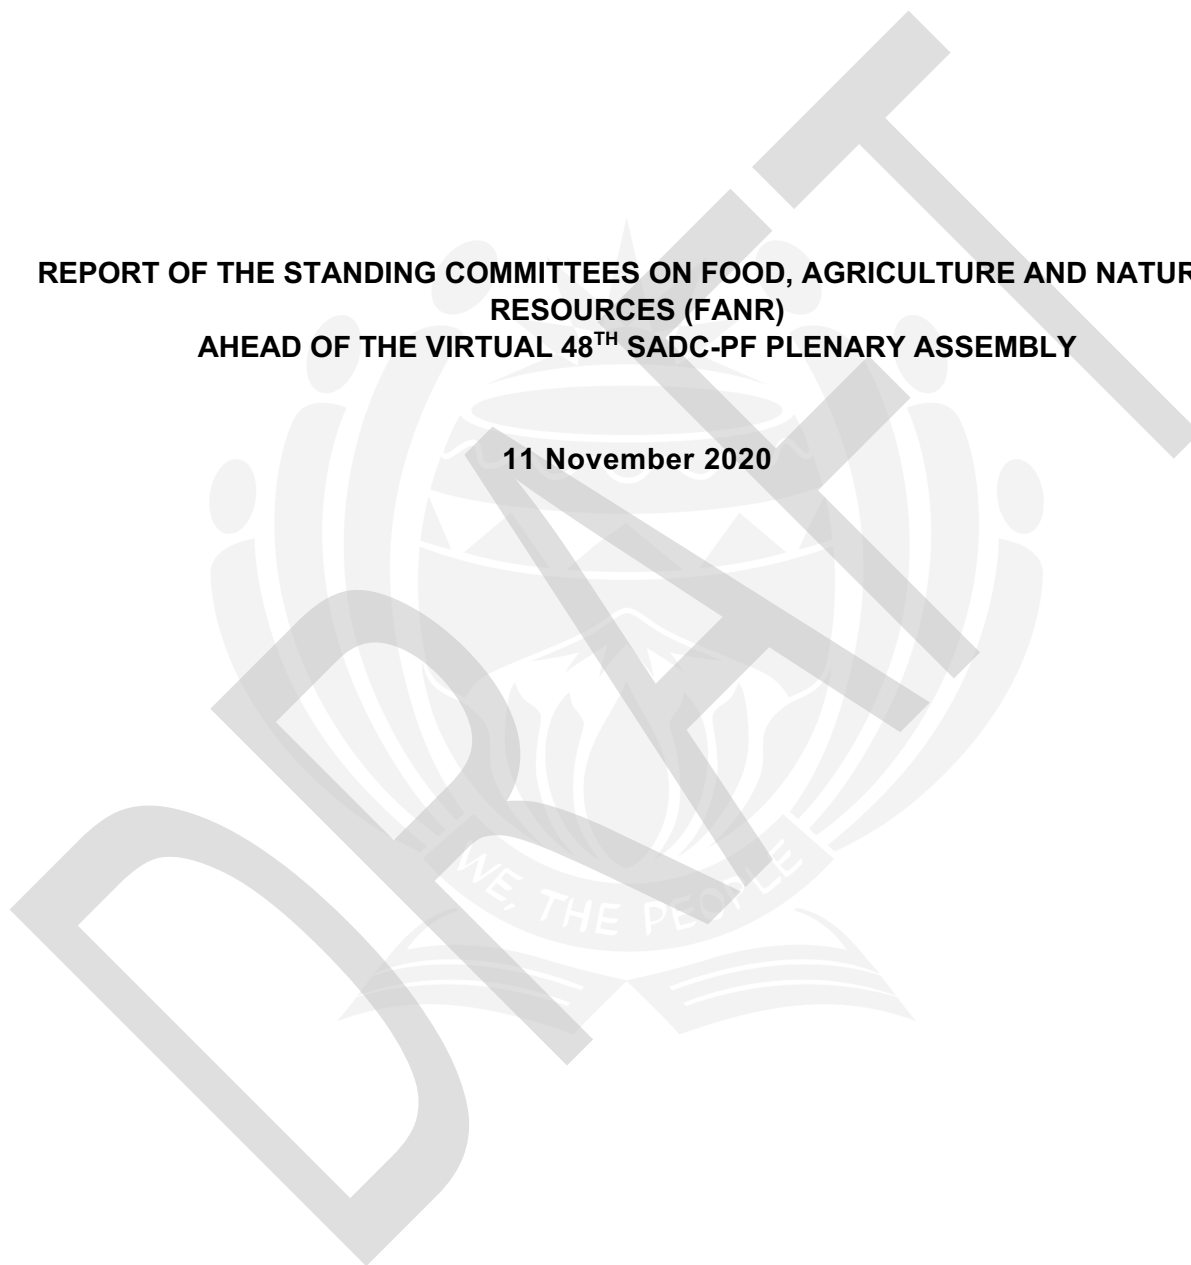 REPORT OF THE STANDING COMMITTEES ON FOOD, AGRICULTURE AND NATUR
RESOURCES (FANR)
AHEAD OF THE VIRTUAL 48TH SADC-PF PLENARY ASSEMBLY
11 November 2020
WE, THE PEOPLE
DRAFT